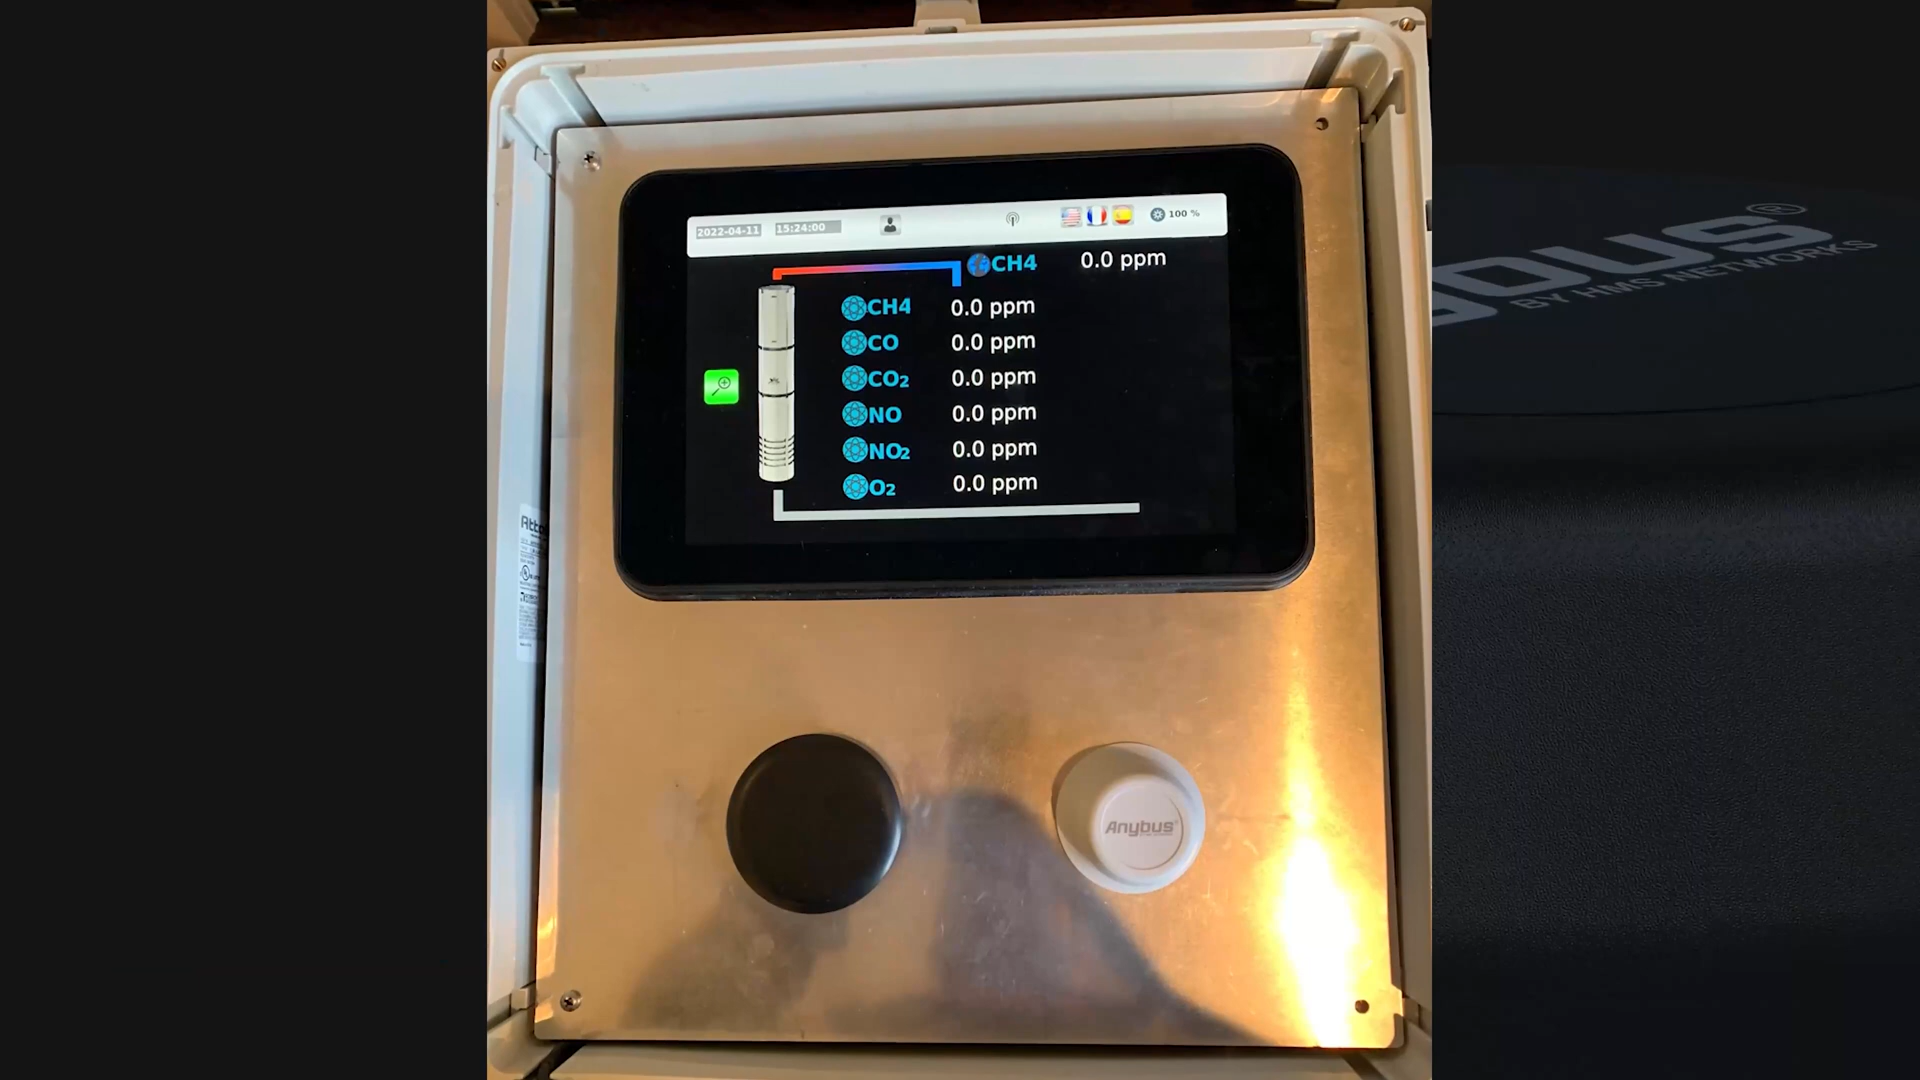 2022-04-11 15:24:00 100 %
CH4 0.0 ppm
CH4 0.0 ppm
CO 0.0 ppm
CO2 0.0 ppm
NO 0.0 ppm
NO2 0.0 ppm
O2 0.0 ppm
Anybus®
BY HMS NETWORKS